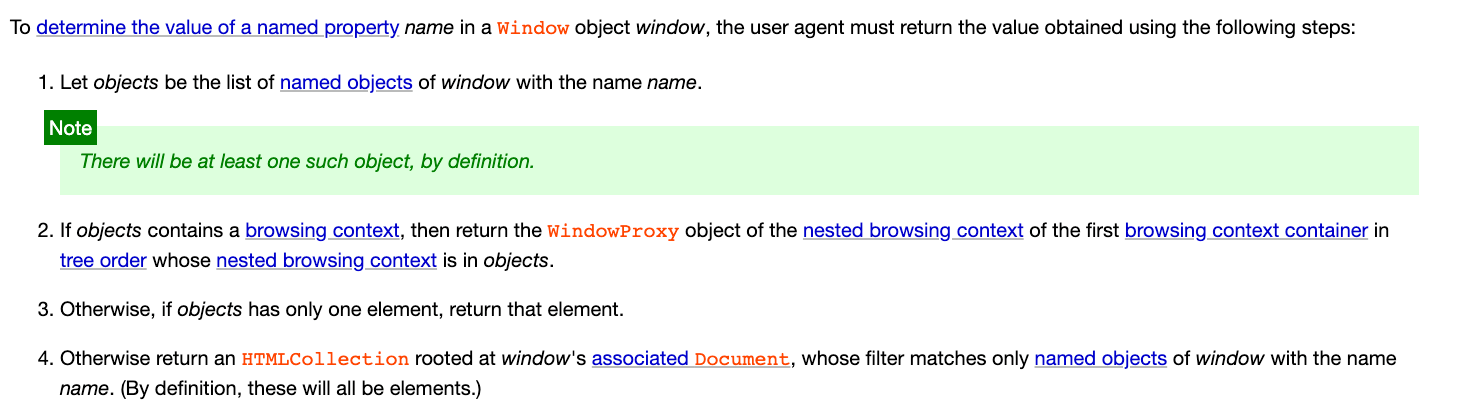 To determine the value of a named property name in a Window object window, the user agent must return the value obtained using the following steps:
1. Let objects be the list of named objects of window with the name name.
Note
There will be at least one such object, by definition.
2. If objects contains a browsing context, then return the WindowProxy object of the nested browsing context of the first browsing context container in
tree order whose nested browsing context is in objects.
3. Otherwise, if objects has only one element, return that element.
4. Otherwise return an HTMLCollection rooted at window's associated Document, whose filter matches only named objects of window with the name
name. (By definition, these will all be elements.)